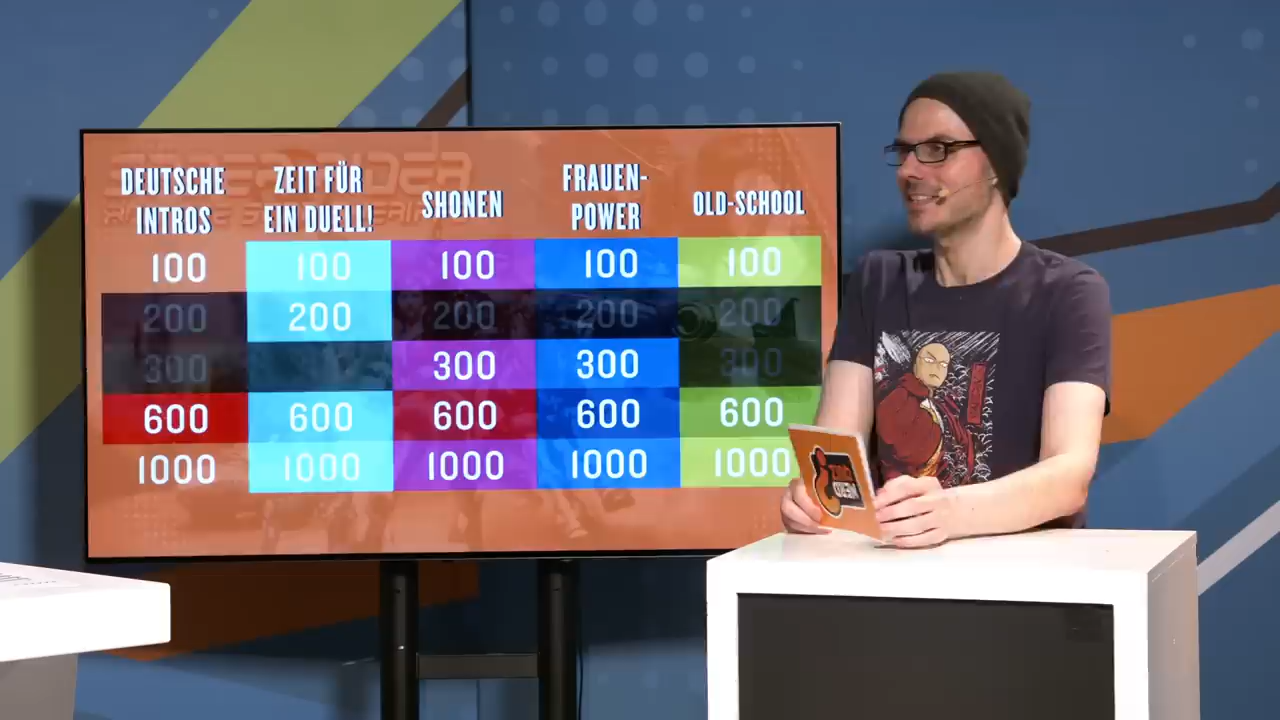 DEUTSCHE INTROS
ZEIT FÜR EIN DUELL!
SHONEN
FRAUEN-POWER
OLD-SCHOOL
100 100 100 100 100
200 200 200 200 200
300 300 300 300
600 600 600 600 600
1000 1000 1000 1000 1000